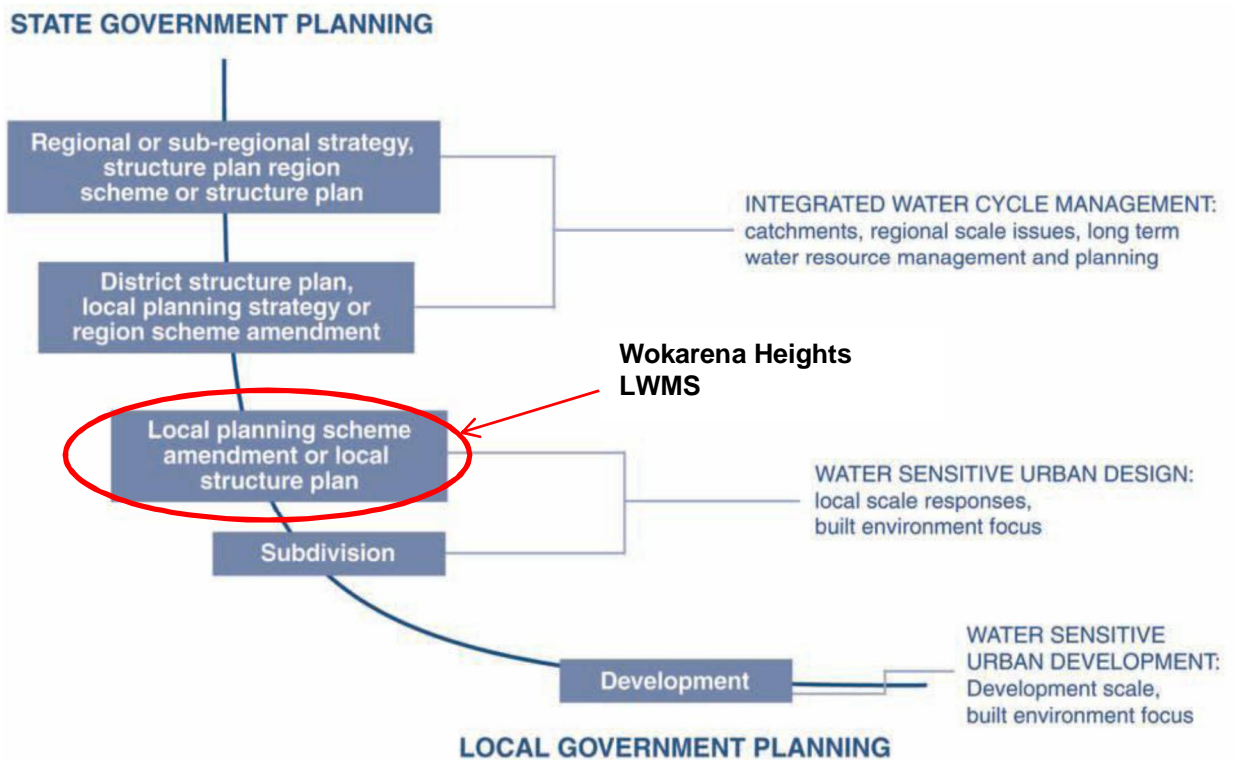 STATE GOVERNMENT PLANNING
Regional or sub-regional strategy,
structure plan region
scheme or structure plan
INTEGRATED WATER CYCLE MANAGEMENT:
catchments, regional scale issues, long term
water resource management and planning
District structure plan,
local planning strategy or
region scheme amendment
Wokarena Heights
LWMS
Local planning scheme
amendment or local
structure plan
WATER SENSITIVE URBAN DESIGN:
local scale responses,
built environment focus
Subdivision
WATER SENSITIVE
URBAN DEVELOPMENT:
Development scale,
built environment focus
Development
LOCAL GOVERNMENT PLANNING